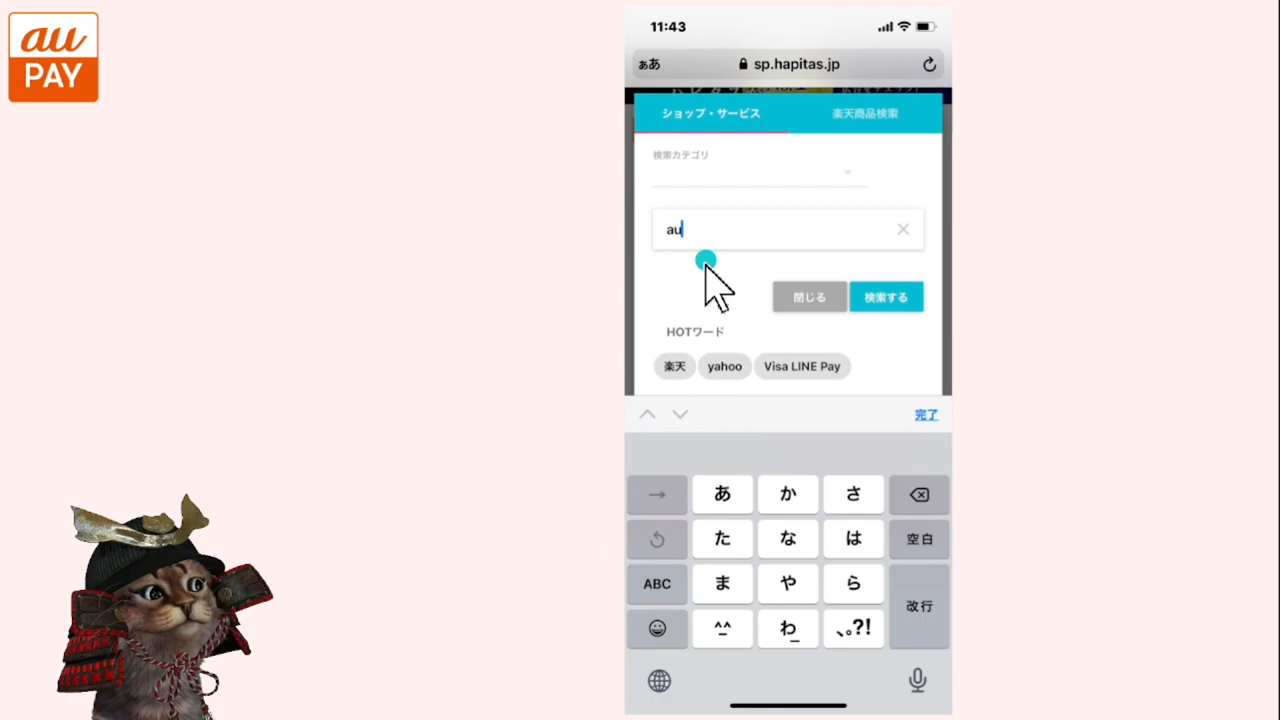 au
PAY
11:43
ぁあ sp.hapitas.jp
ショップ・サービス 楽天商品検索
検索カテゴリ
au
閉じる 検索する
HOTワード
楽天 yahoo Visa LINE Pay
完了
→ あ か さ
た な は 空白
ABC ま や ら 改行
^^ わ 、。?!